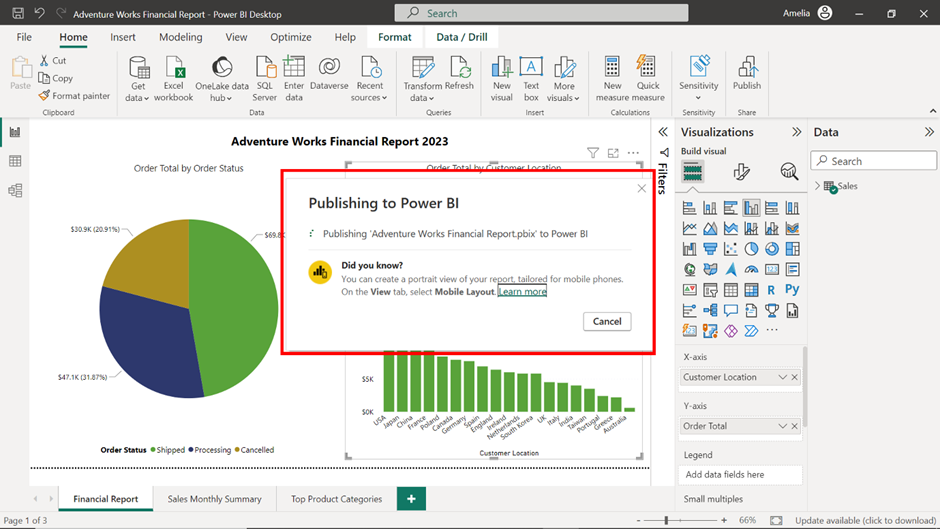 Adventure Works Financial Report - Power BI Desktop
Search
Amelia
File Home Insert Modeling View Optimize Help Format Data / Drill
Paste
Cut
Copy
Format painter
Clipboard
Get data
Excel workbook
OneLake data hub
SQL Server
Enter data
Dataverse
Recent sources
Data
Transform data
Refresh
Queries
New visual
Text box
More visuals
Insert
New measure
Quick measure
Calculations
Sensitivity
Sensitivity
Publish
Share
Adventure Works Financial Report 2023
Order Total by Order Status
$30.9K (20.91%)
$69.8K
$47.1K (31.87%)
Order Status Shipped Processing Cancelled
Order Total by Customer Location
Publishing to Power BI
Publishing 'Adventure Works Financial Report.pbix' to Power BI
Did you know?
You can create a portrait view of your report, tailored for mobile phones.
On the View tab, select Mobile Layout. Learn more
Cancel
$5K
$0K
USA Japan China France Poland Canada Germany Spain England Ireland Netherlands South Korea UK Italy India Taiwan Portugal Greece Australia
Customer Location
Filters
Visualizations
Build visual
R Py
X-axis
Customer Location
Y-axis
Order Total
Legend
Add data fields here
Small multiples
Data
Search
Sales
Financial Report Sales Monthly Summary Top Product Categories
Page 1 of 3
66%
Update available (click to download)